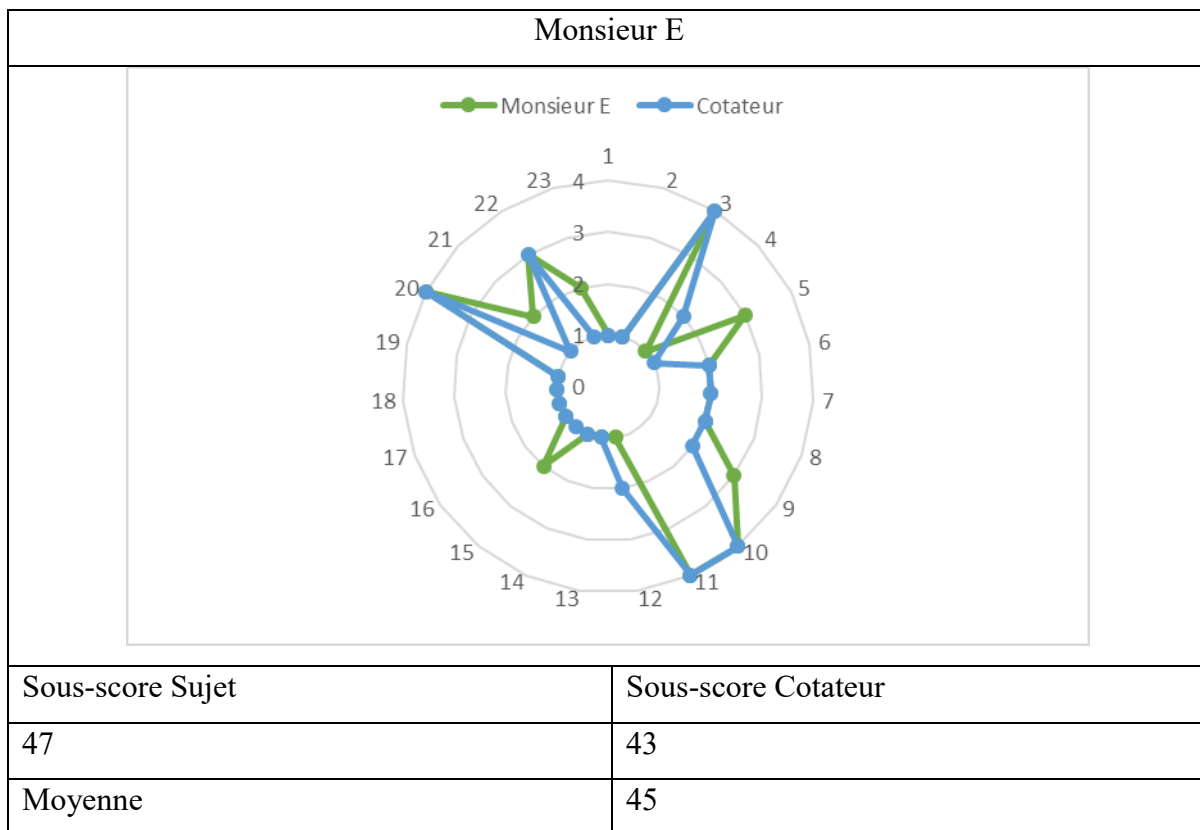 Monsieur E
Monsieur E Cotateur
1
23 4 2
22 3
21 3 4
20 2 5
19 1 6
18 0 7
17 8
16 9
15 10
14 11
13 12
Sous-score Sujet Sous-score Cotateur
47 43
Moyenne 45